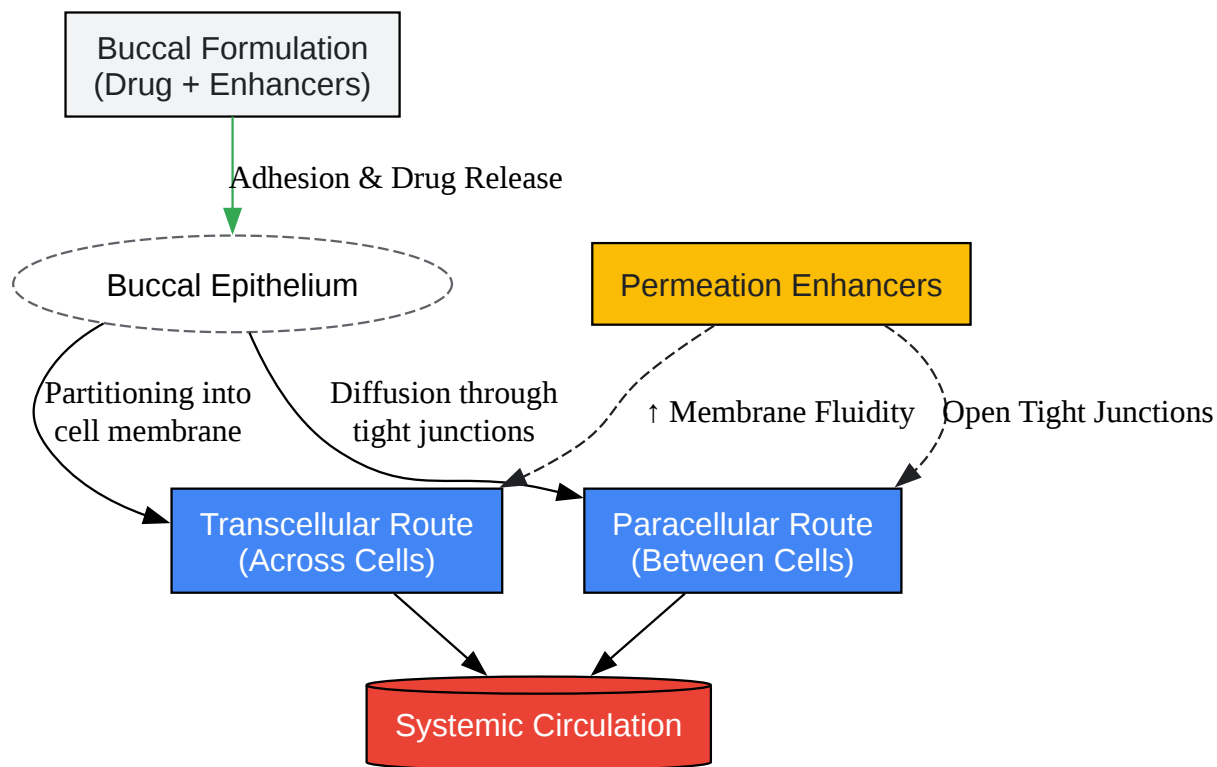 Buccal Formulation
(Drug + Enhancers)
Adhesion & Drug Release
Buccal Epithelium
Permeation Enhancers
Partitioning into
cell membrane
Diffusion through
tight junctions
↑ Membrane Fluidity
Open Tight Junctions
Transcellular Route
(Across Cells)
Paracellular Route
(Between Cells)
Systemic Circulation